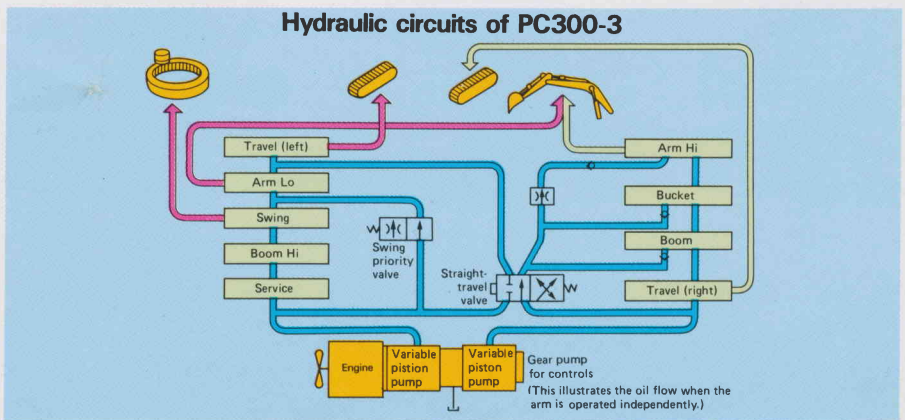 Hydraulic circuits of PC300-3
Travel (left)
Arm Lo
Swing
Boom Hi
Service
Swing
priority
valve
Straight-
travel
valve
Arm Hi
Bucket
Boom
Travel (right)
Engine
Variable
pistion
pump
Variable
piston
pump
Gear pump
for controls
(This illustrates the oil flow when the
arm is operated independently.)